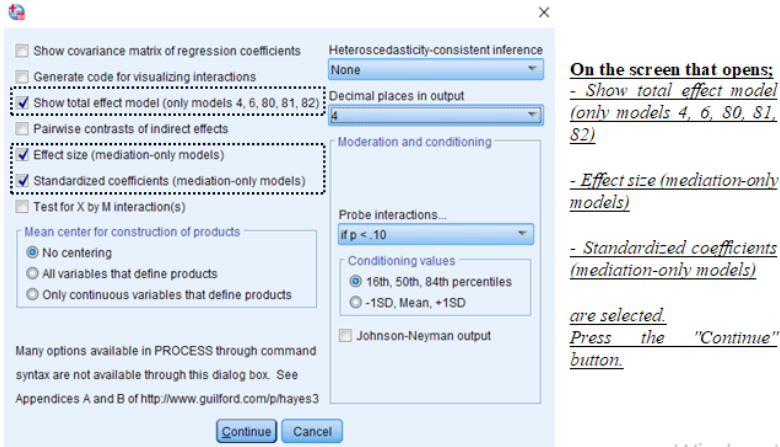 Show covariance matrix of regression coefficients
Generate code for visualizing interactions
Show total effect model (only models 4, 6, 80, 81, 82)
Pairwise contrasts of indirect effects
Effect size (mediation-only models)
Standardized coefficients (mediation-only models)
Test for X by M interaction(s)
Mean center for construction of products
No centering
All variables that define products
Only continuous variables that define products
Many options available in PROCESS through command
syntax are not available through this dialog box. See
Appendices A and B of http://www.guilford.com/p/hayes3
Heteroscedasticity-consistent inference
None
Decimal places in output
4
Moderation and conditioning
Probe interactions...
if p < .10
Conditioning values
16th, 50th, 84th percentiles
-1SD, Mean, +1SD
Johnson-Neyman output
Continue
Cancel
On the screen that opens;
- Show total effect model
(only models 4, 6, 80, 81,
82)
- Effect size (mediation-only
models)
- Standardized coefficients
(mediation-only models)
are selected.
Press the "Continue"
button.